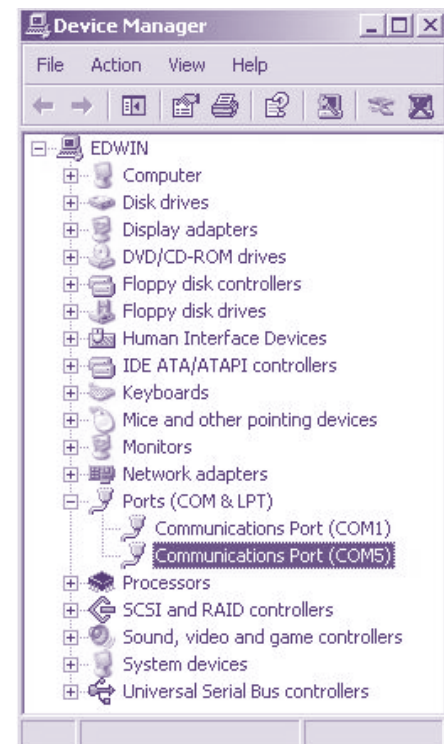 Device Manager
File Action View Help
EDWIN
Computer
Disk drives
Display adapters
DVD/CD-ROM drives
Floppy disk controllers
Floppy disk drives
Human Interface Devices
IDE ATA/ATAPI controllers
Keyboards
Mice and other pointing devices
Monitors
Network adapters
Ports (COM & LPT)
Communications Port (COM1)
Communications Port (COM5)
Processors
SCSI and RAID controllers
Sound, video and game controllers
System devices
Universal Serial Bus controllers